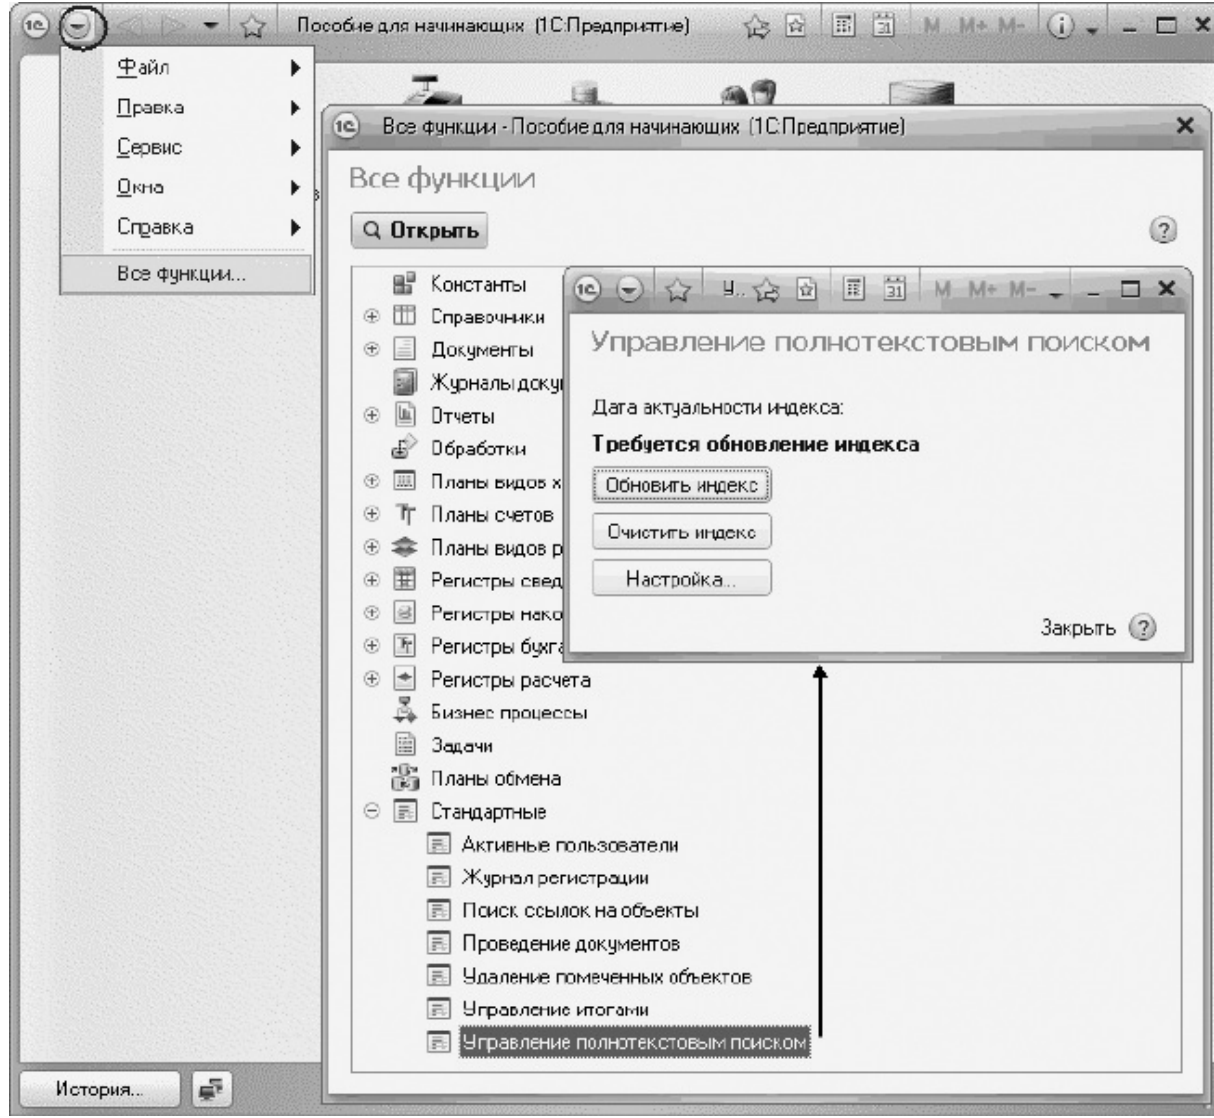 Пособие для начинающих (1С:Предприятие)
M M+ M-
Файл
Правка
Сервис
Окна
Справка
Все функции...
Все функции - Пособие для начинающих (1С:Предприятие)
Все функции
Открыть
?
Константы
Справочники
Документы
Журналы доку
Отчеты
Обработки
Планы видов х
Планы счетов
Планы видов р
Регистры свед
Регистры нако
Регистры бухга
Регистры расчета
Бизнес процессы
Задачи
Планы обмена
Стандартные
Активные пользователи
Журнал регистрации
Поиск ссылок на объекты
Проведение документов
Удаление помеченных объектов
Управление итогами
Управление полнотекстовым поиском
1С У.. 31 M M+ M-
Управление полнотекстовым поиском
Дата актуальности индекса:
Требуется обновление индекса
Обновить индекс
Очистить индекс
Настройка...
Закрыть ?
История...